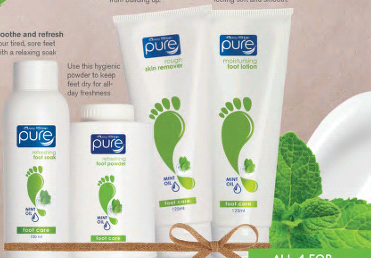 from building up.
feeling soft and smooth.
oothe and refresh
our tired, sore feet
with a relaxing soak
Use this hygienic
powder to keep
feet dry for all-
day freshness
pure
rough
skin remover
MINT
OIL
foot care
120ml
pure
moisturising
foot lotion
MINT
OIL
foot care
120ml
pure
refreshing
foot soak
MINT
OIL
foot care
pure
refreshing
foot powder
MINT
OIL
foot care
ALL 4 FOR